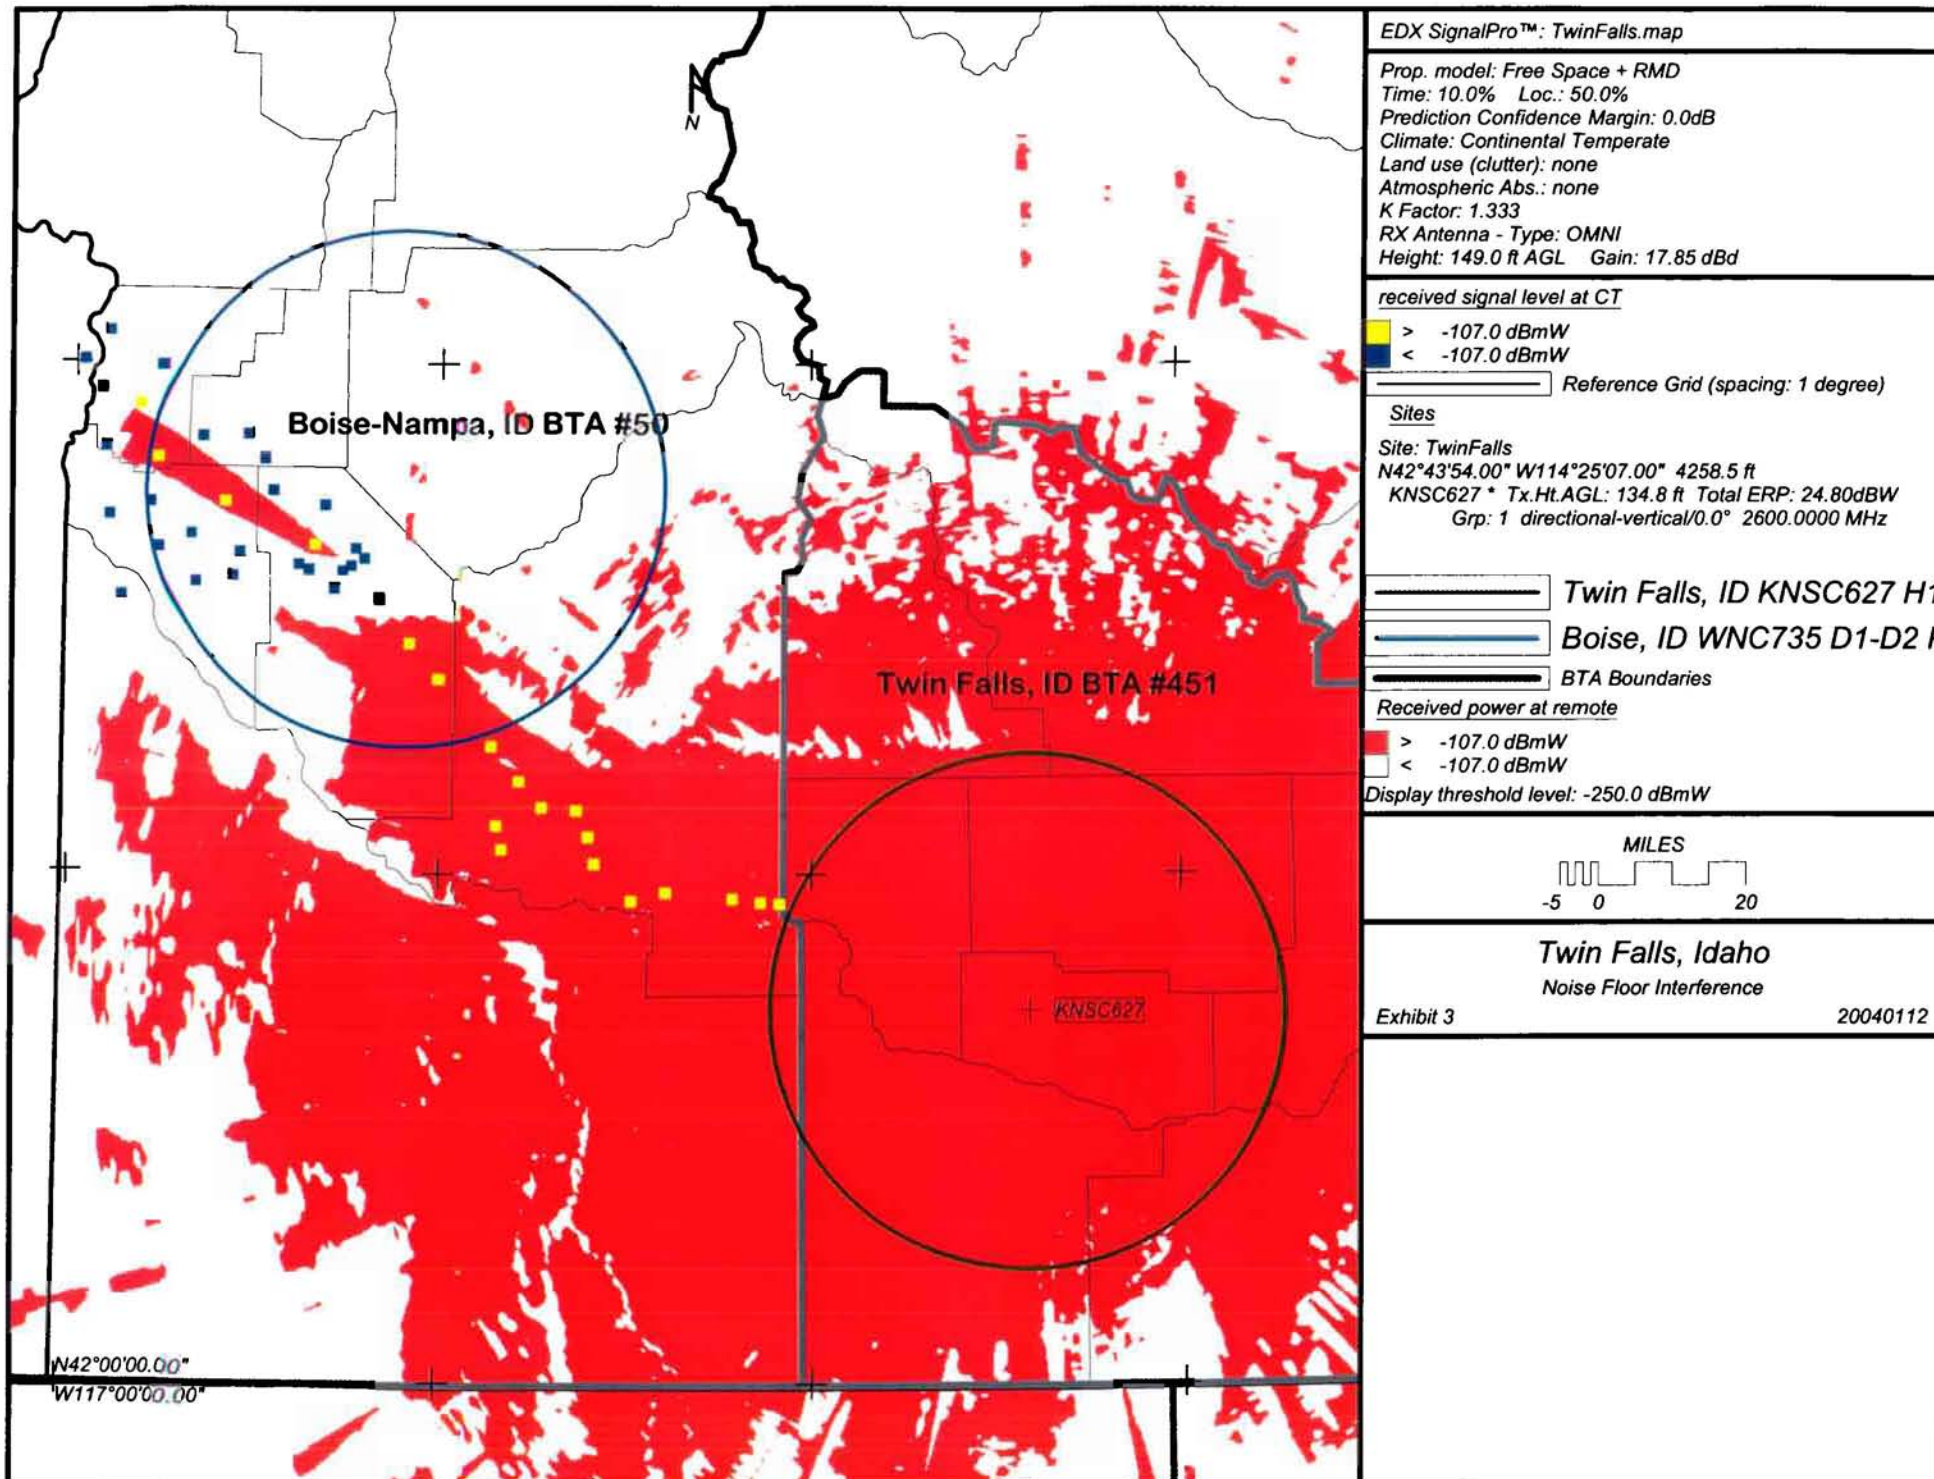 N
Boise-Nampa, ID BTA #50
Twin Falls, ID BTA #451
KNSC627
N42°00'00.00"
W117°00'00.00"
EDX SignalPro™: TwinFalls.map
Prop. model: Free Space + RMD
Time: 10.0% Loc.: 50.0%
Prediction Confidence Margin: 0.0dB
Climate: Continental Temperate
Land use (clutter): none
Atmospheric Abs.: none
K Factor: 1.333
RX Antenna - Type: OMNI
Height: 149.0 ft AGL Gain: 17.85 dBd
received signal level at CT
> -107.0 dBmW
< -107.0 dBmW
Reference Grid (spacing: 1 degree)
Sites
Site: TwinFalls
N42°43'54.00" W114°25'07.00" 4258.5 ft
KNSC627 * Tx.Ht.AGL: 134.8 ft Total ERP: 24.80dBW
Grp: 1 directional-vertical/0.0° 2600.0000 MHz
Twin Falls, ID KNSC627 H1
Boise, ID WNC735 D1-D2
BTA Boundaries
Received power at remote
> -107.0 dBmW
< -107.0 dBmW
Display threshold level: -250.0 dBmW
MILES
-5 0 20
Twin Falls, Idaho
Noise Floor Interference
Exhibit 3 20040112